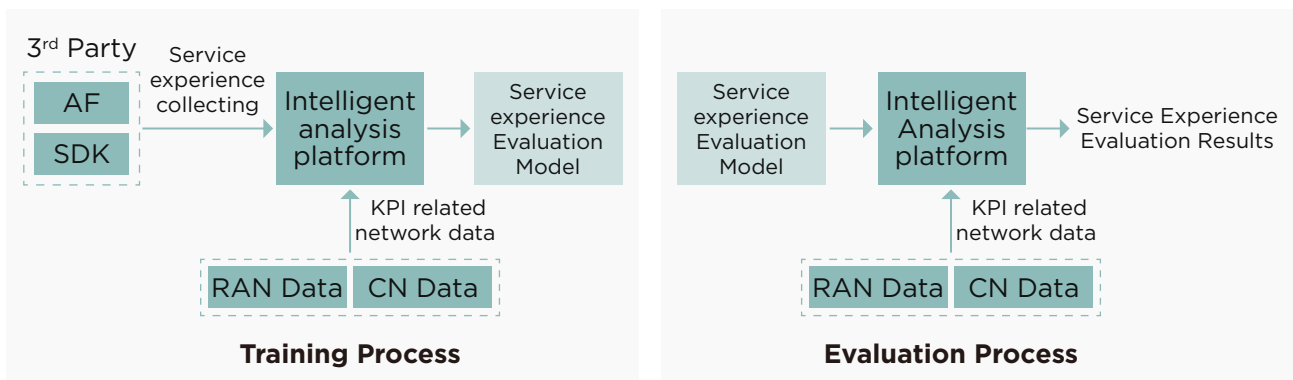 3rd Party
AF
SDK
Service
experience
collecting
Intelligent
analysis
platform
Service
experience
Evaluation
Model
KPI related
network data
RAN Data
CN Data
Training Process
Service
experience
Evaluation
Model
Intelligent
Analysis
platform
Service Experience
Evaluation Results
KPI related
network data
RAN Data
CN Data
Evaluation Process